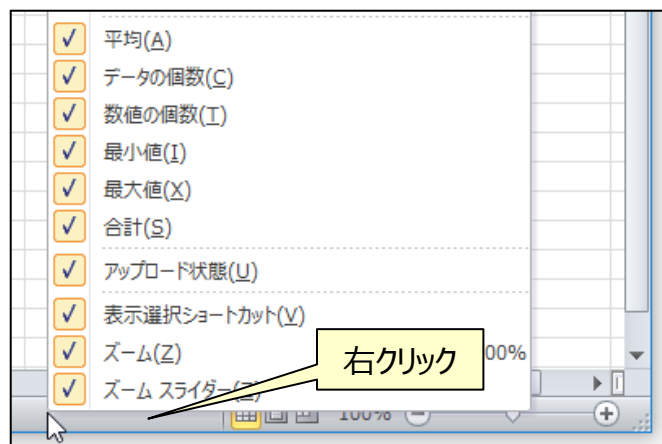 平均(A)
データの個数(C)
数値の個数(T)
最小値(I)
最大値(X)
合計(S)
アップロード状態(U)
表示選択ショートカット(V)
ズーム(Z) 00%
右クリック
ズーム スライダー(Z)
100%